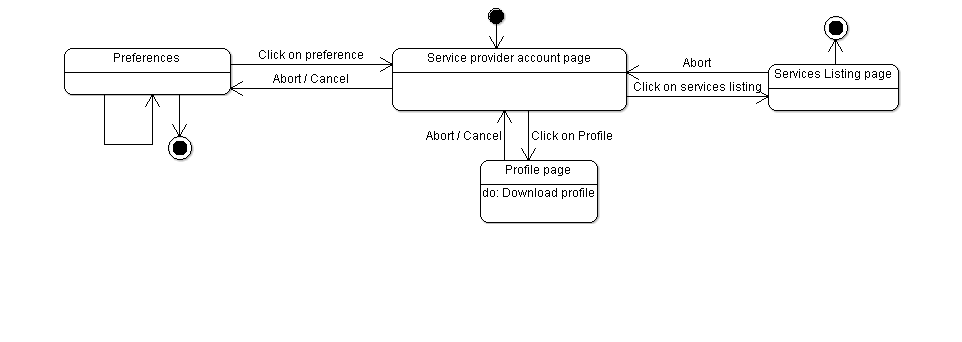 Preferences
Click on preference
Abort / Cancel
Service provider account page
Abort
Click on services listing
Services Listing page
Abort / Cancel
Click on Profile
Profile page
do: Download profile